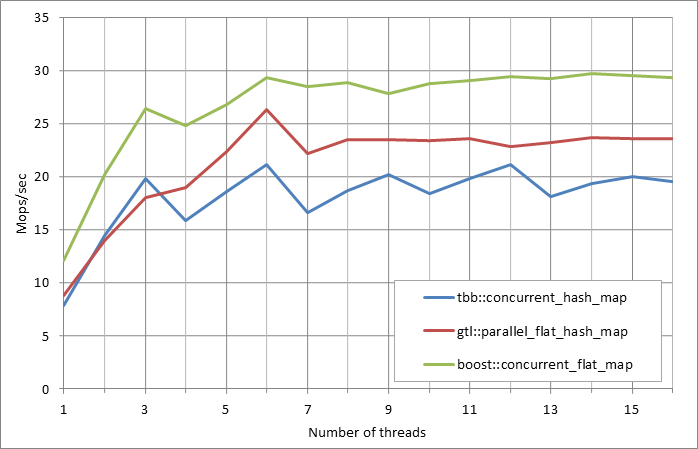 35
30
25
20
15
10
5
0
Mops/sec
tbb::concurrent_hash_map
gtl::parallel_flat_hash_map
boost::concurrent_flat_map
1 3 5 7 9 11 13 15
Number of threads